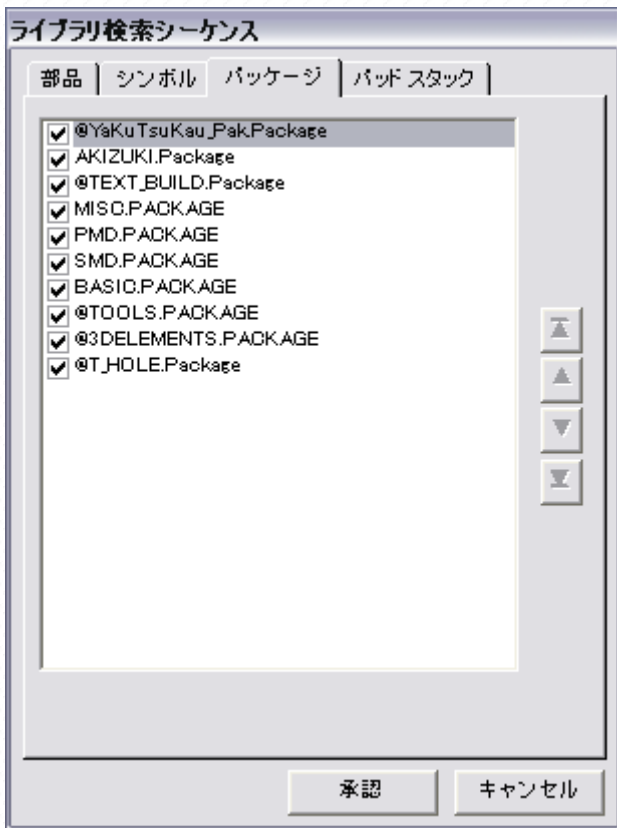 ライブラリ検索シーケンス
部品 シンボル パッケージ パッド スタック
@YaKuTsuKau_Pak.Package
AKIZUKI.Package
@TEXT_BUILD.Package
MISC.PACKAGE
PMD.PACKAGE
SMD.PACKAGE
BASIC.PACKAGE
@TOOLS.PACKAGE
@3DELEMENTS.PACKAGE
@T_HOLE.Package
承認 キャンセル